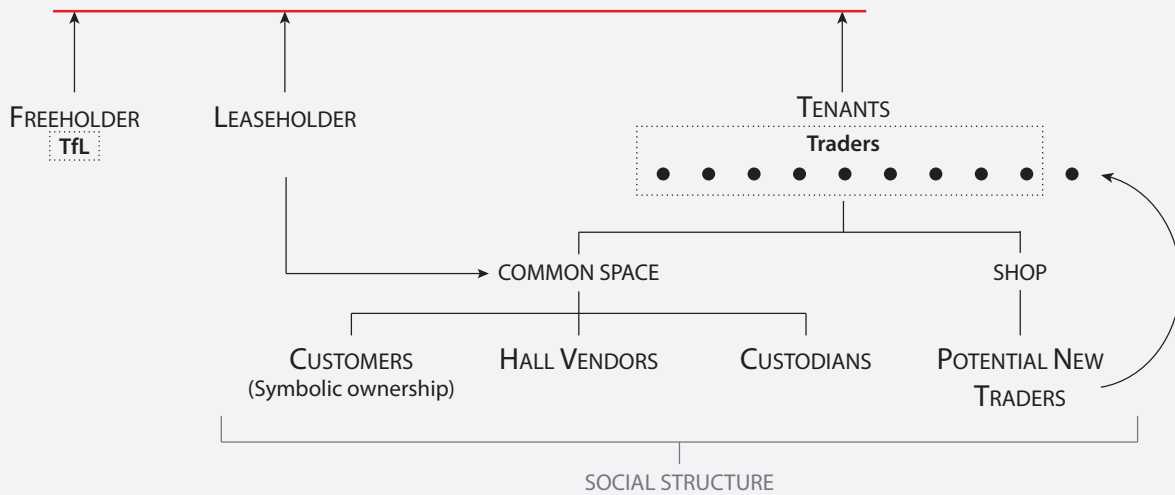 FREEHOLDER
TfL
LEASEHOLDER
TENANTS
Traders
COMMON SPACE
SHOP
CUSTOMERS
(Symbolic ownership)
HALL VENDORS
CUSTODIANS
POTENTIAL NEW
TRADERS
SOCIAL STRUCTURE